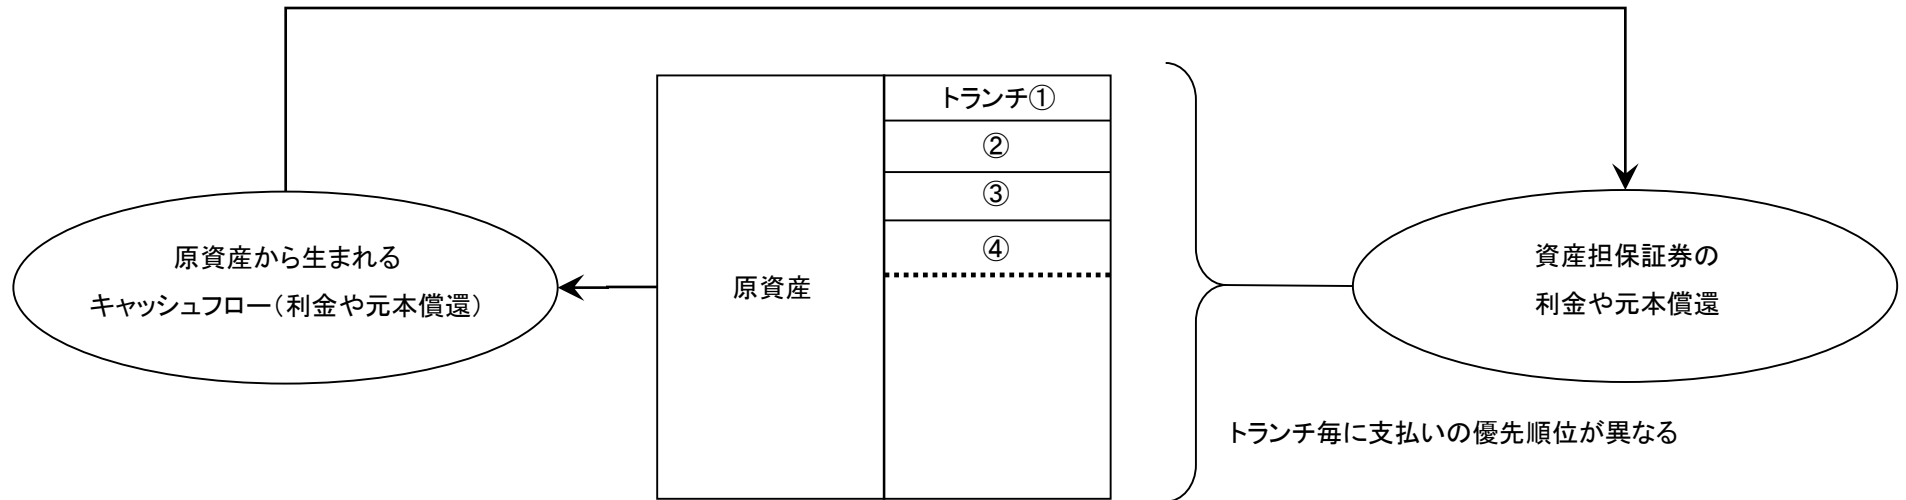 トランチ①
②
③
④
原資産から生まれる
キャッシュフロー(利金や元本償還)
原資産
資産担保証券の
利金や元本償還
トランチ毎に支払いの優先順位が異なる